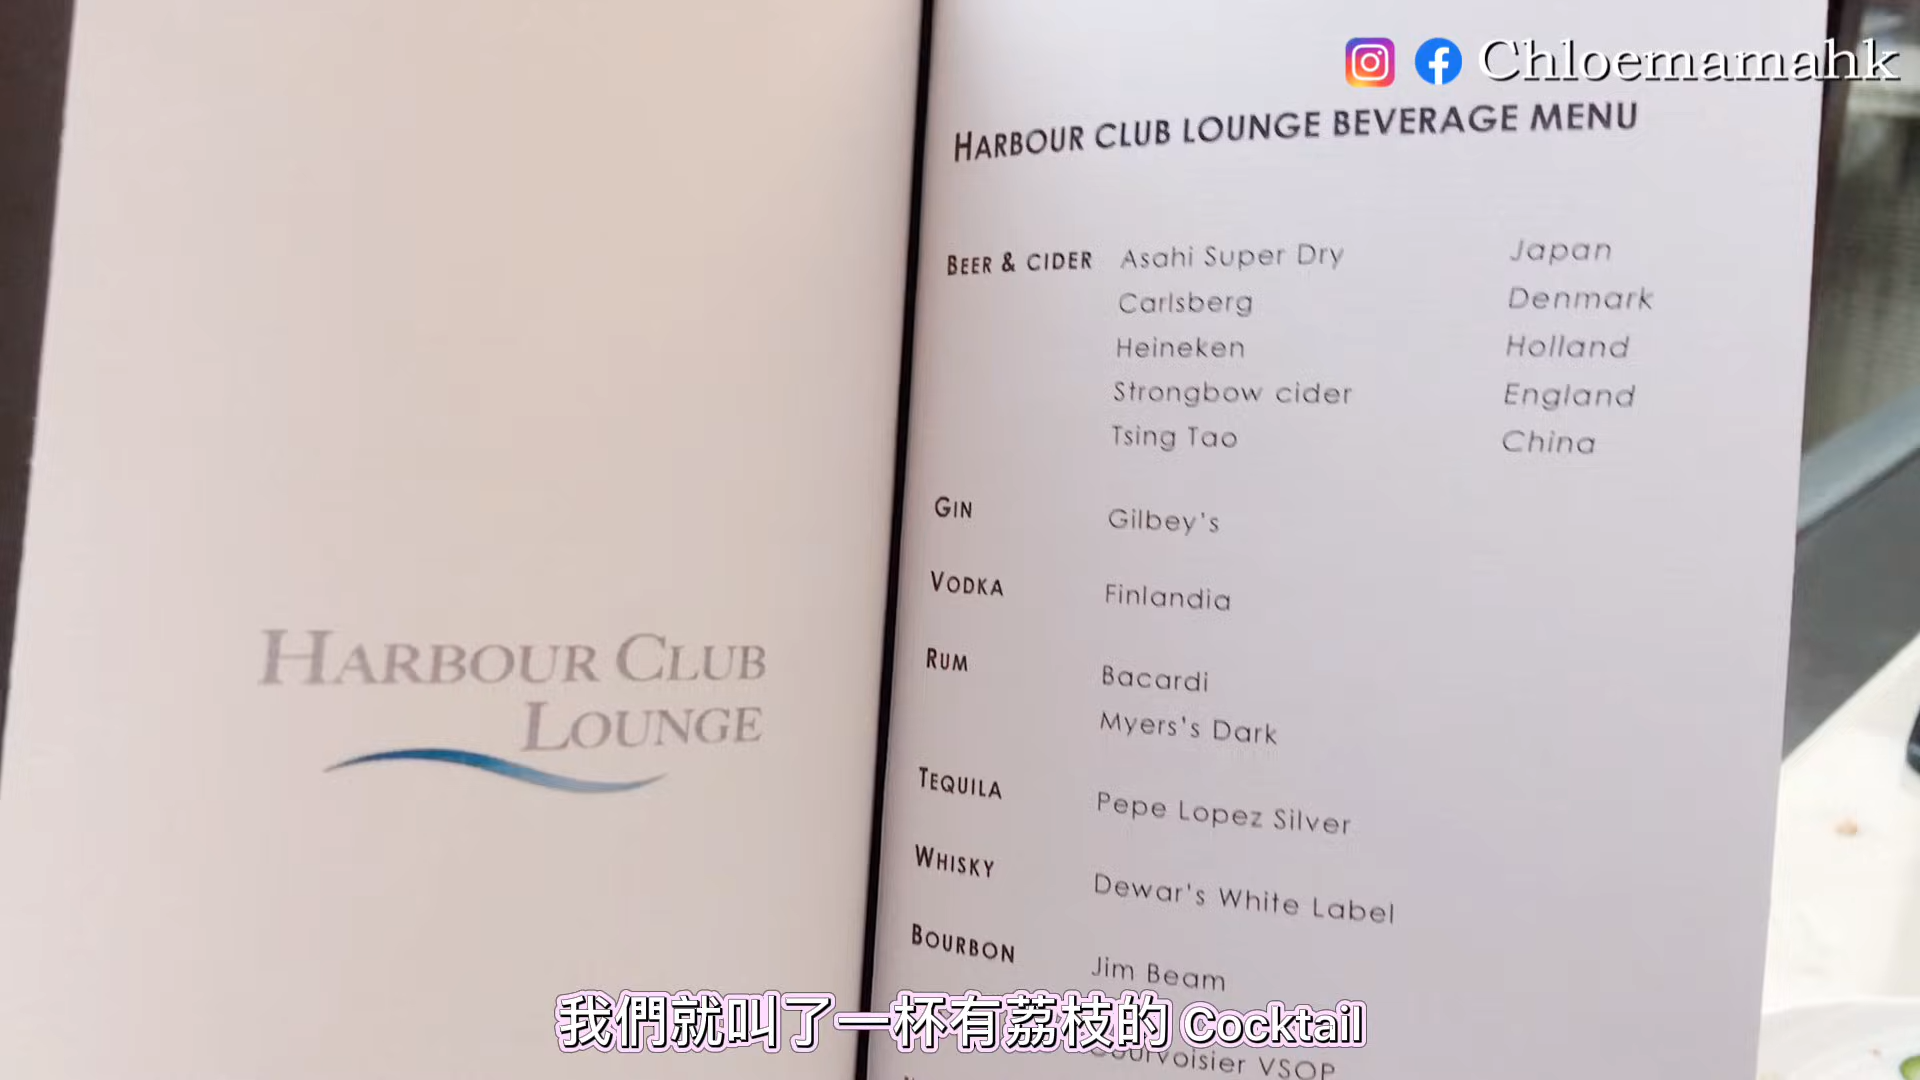 Chloemamahk
HARBOUR CLUB LOUNGE BEVERAGE MENU
BEER & CIDER Asahi Super Dry Japan
Carlsberg Denmark
Heineken Holland
Strongbow cider England
Tsing Tao China
GIN Gilbey's
VODKA Finlandia
RUM Bacardi
Myers's Dark
TEQUILA Pepe Lopez Silver
WHISKY Dewar's White Label
BOURBON Jim Beam
Courvoisier VSOP
HARBOUR CLUB
LOUNGE
我們就叫了一杯有荔枝的 Cocktail